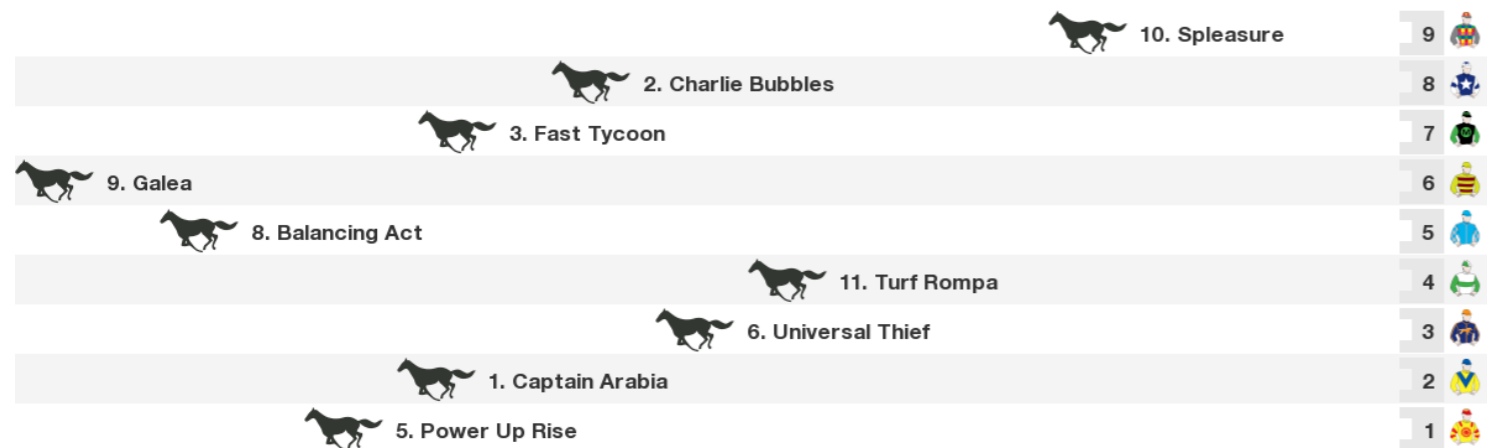 10. Spleasure 9
2. Charlie Bubbles 8
3. Fast Tycoon 7
9. Galea 6
8. Balancing Act 5
11. Turf Rompa 4
6. Universal Thief 3
1. Captain Arabia 2
5. Power Up Rise 1